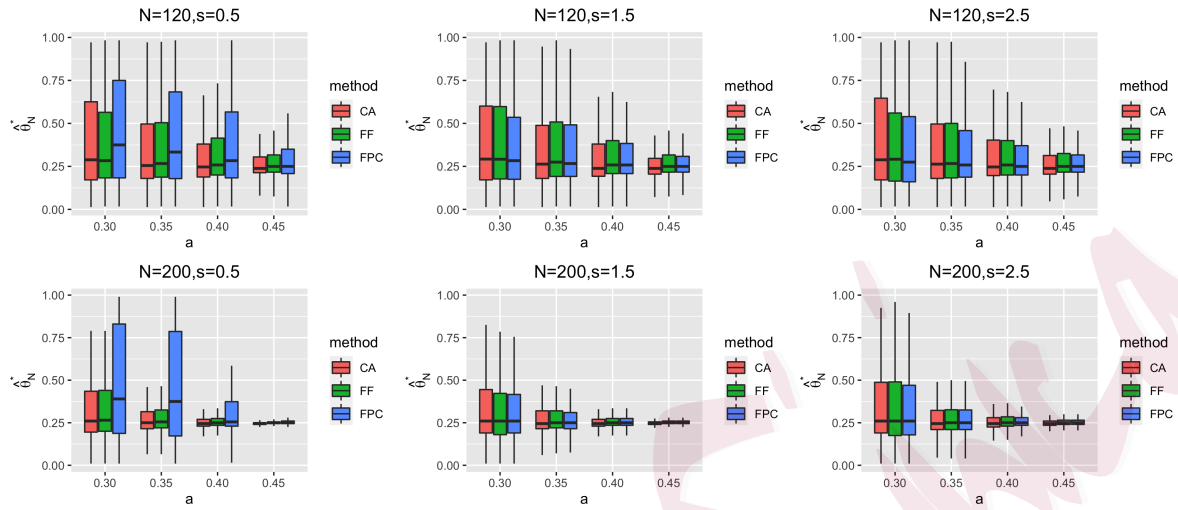 N=120,s=0.5
N=120,s=1.5
N=120,s=2.5
1.00
0.75
0.50
0.25
0.00
θ̂*N
0.30 0.35 0.40 0.45
a
method
CA
FF
FPC
1.00
0.75
0.50
0.25
0.00
θ̂*N
0.30 0.35 0.40 0.45
a
method
CA
FF
FPC
1.00
0.75
0.50
0.25
0.00
θ̂*N
0.30 0.35 0.40 0.45
a
method
CA
FF
FPC
N=200,s=0.5
N=200,s=1.5
N=200,s=2.5
1.00
0.75
0.50
0.25
0.00
θ̂*N
0.30 0.35 0.40 0.45
a
method
CA
FF
FPC
1.00
0.75
0.50
0.25
0.00
θ̂*N
0.30 0.35 0.40 0.45
a
method
CA
FF
FPC
1.00
0.75
0.50
0.25
0.00
θ̂*N
0.30 0.35 0.40 0.45
a
method
CA
FF
FPC